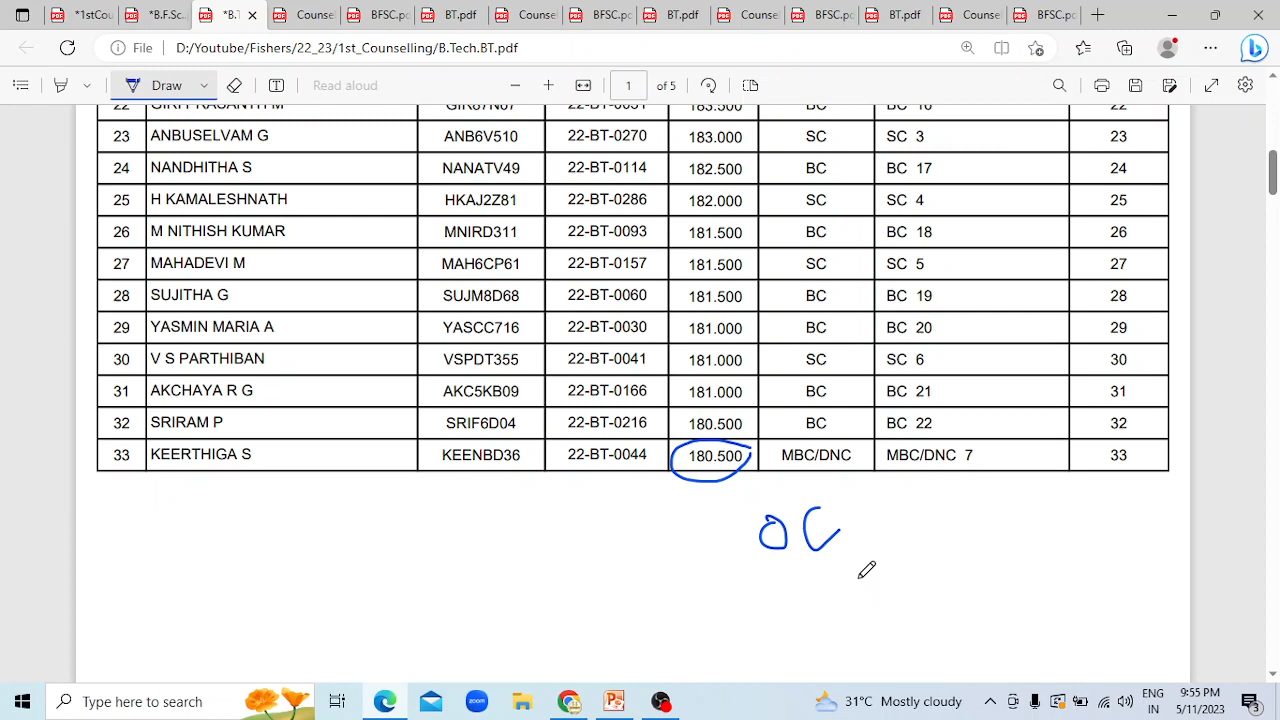 *1stCou
*B.F.Sc.
*B.T
Counse
BFSC.pc
BT.pdf
Counse
BFSC.pc
BT.pdf
Counse
BT.pdf
Counse
BFSC.pc
File
D:/Youtube/Fishers/22_23/1st_Counselling/B.Tech.BT.pdf
Draw
Read aloud
1
of 5
22
22
23 ANBUSELVAM G ANB6V510 22-BT-0270 183.000 SC SC 3 23
24 NANDHITHA S NANATV49 22-BT-0114 182.500 BC BC 17 24
25 H KAMALESHNATH HKAJ2Z81 22-BT-0286 182.000 SC SC 4 25
26 M NITHISH KUMAR MNIRD311 22-BT-0093 181.500 BC BC 18 26
27 MAHADEVI M MAH6CP61 22-BT-0157 181.500 SC SC 5 27
28 SUJITHA G SUJM8D68 22-BT-0060 181.500 BC BC 19 28
29 YASMIN MARIA A YASCC716 22-BT-0030 181.000 BC BC 20 29
30 V S PARTHIBAN VSPDT355 22-BT-0041 181.000 SC SC 6 30
31 AKCHAYA R G AKC5KB09 22-BT-0166 181.000 BC BC 21 31
32 SRIRAM P SRIF6D04 22-BT-0216 180.500 BC BC 22 32
33 KEERTHIGA S KEENBD36 22-BT-0044 180.500 MBC/DNC MBC/DNC 7 33
OC
Type here to search
zoom
31°C Mostly cloudy
ENG
IN
9:55 PM
5/11/2023
3